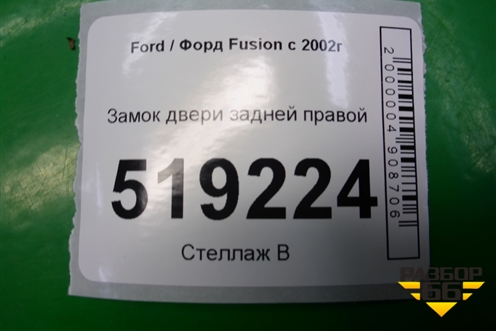 Ford / Форд Fusion с 2002г
Замок двери задней правой
519224
Стеллаж В
2000004908706
РАЗБОР
66